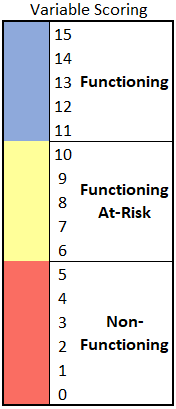 Variable Scoring
15
14
13 Functioning
12
11
10
9 Functioning
8 At-Risk
7
6
5
4
3 Non-
2 Functioning
1
0